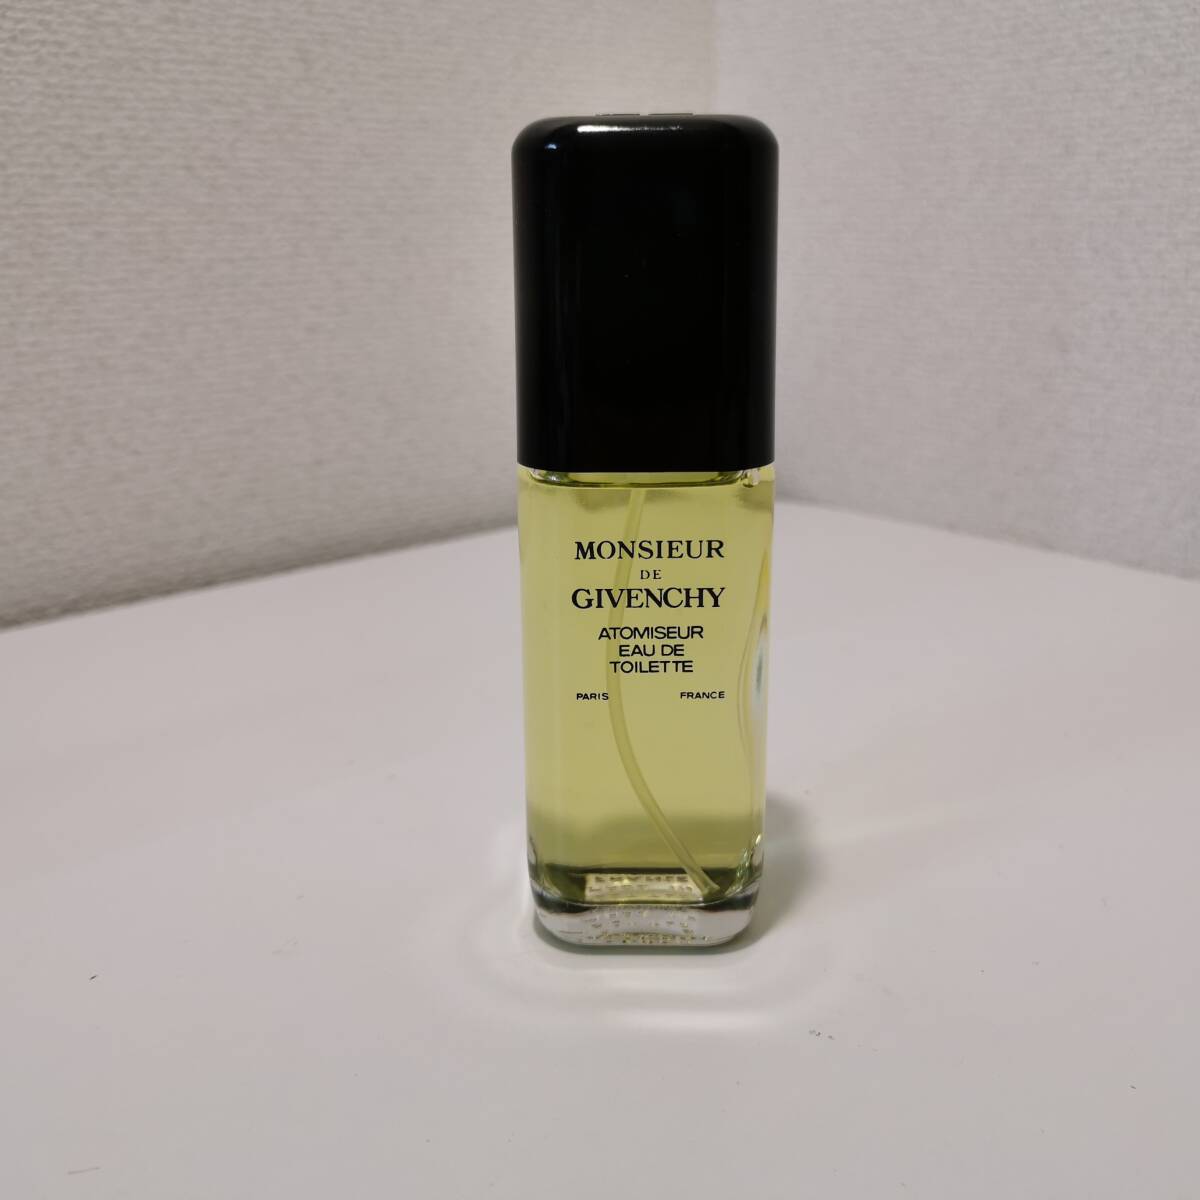 MONSIEUR
DE
GIVENCHY
ATOMISEUR
EAU DE
TOILETTE
PARIS FRANCE